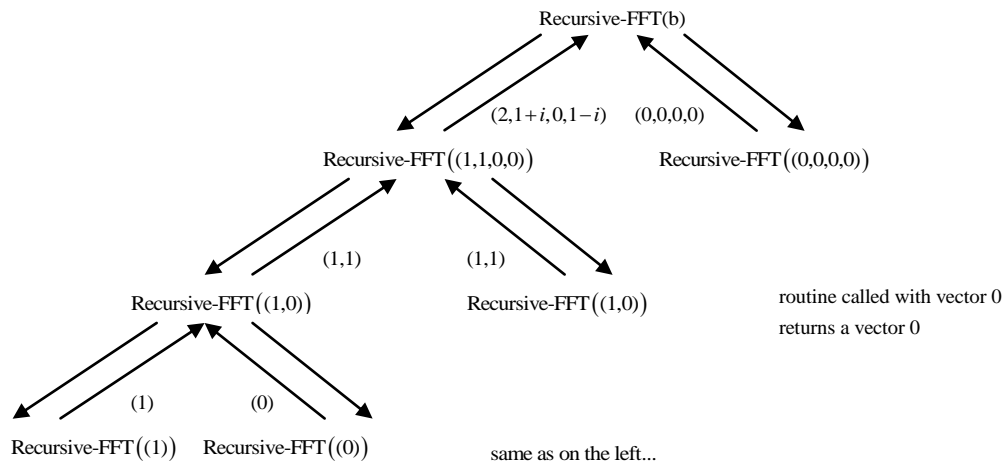 Recursive-FFT(b)
(2,1+i,0,1−i) (0,0,0,0)
Recursive-FFT((1,1,0,0)) Recursive-FFT((0,0,0,0))
(1,1) (1,1)
Recursive-FFT((1,0)) Recursive-FFT((1,0))
routine called with vector 0
returns a vector 0
(1) (0)
Recursive-FFT((1)) Recursive-FFT((0))
same as on the left...